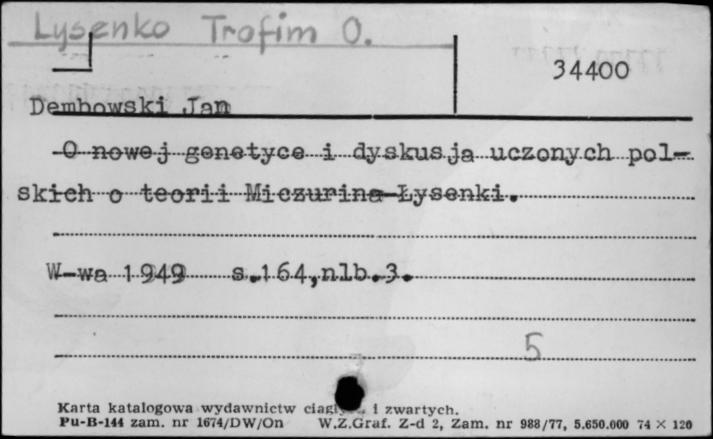 Lysenko Trofim O.
34400
Dembowski Jan
O nowej genetyce i dyskusja uczonych pol-
skich o teorii Miczurina-Łysenki.
W-wa 1949 s.164,nlb.3.
5
Karta katalogowa wydawnictw i zwartych.
Pu-B-144 zam. nr 1674/DW/On W.Z.Graf. Z-d 2, Zam. nr 988/77, 5.650.000 74 × 120